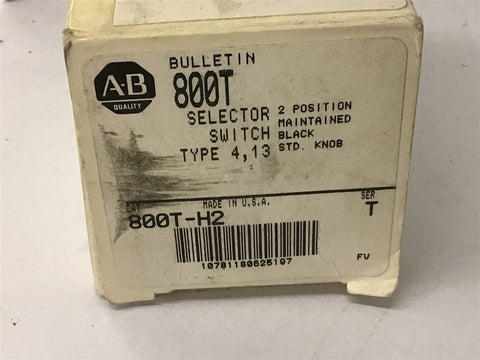 A-B
QUALITY
BULLETIN
800T
SELECTOR 2 POSITION
SWITCH MAINTAINED
BLACK
TYPE 4,13 STD. KNOB
CAT
MADE IN U.S.A.
SER
800T-H2
T
10781180625197
FV